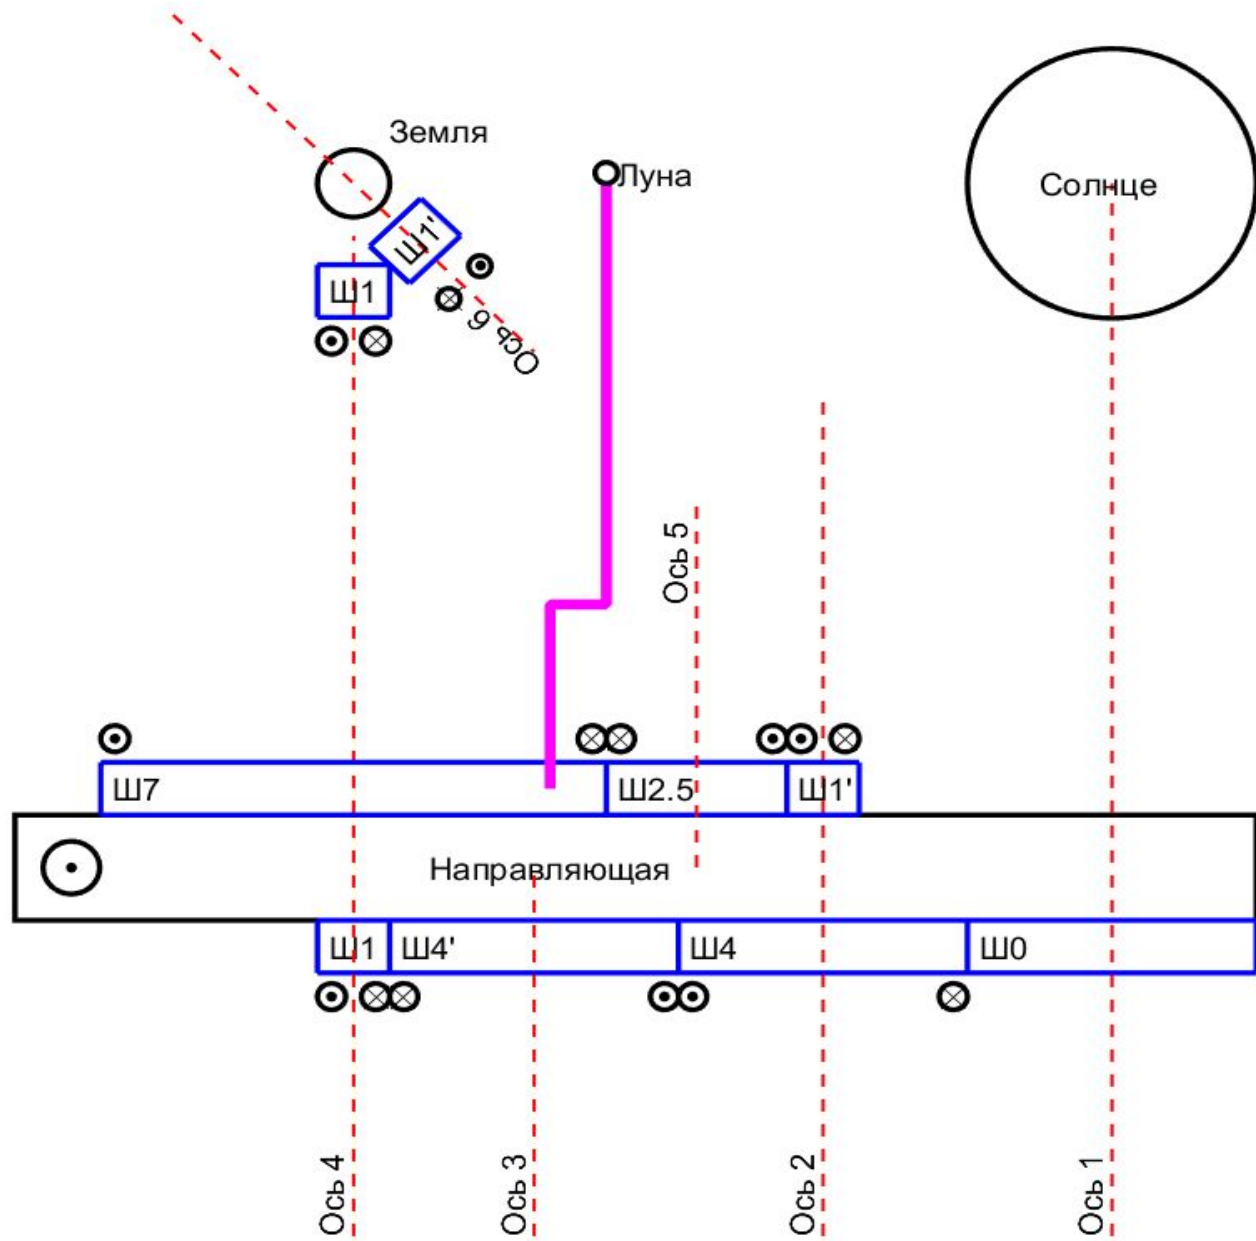 Земля
Луна
Солнце
Ш1'
Ш1
Ось 6
Ось 5
Ш7
Ш2.5
Ш1'
Направляющая
Ш1
Ш4'
Ш4
Ш0
Ось 4
Ось 3
Ось 2
Ось 1